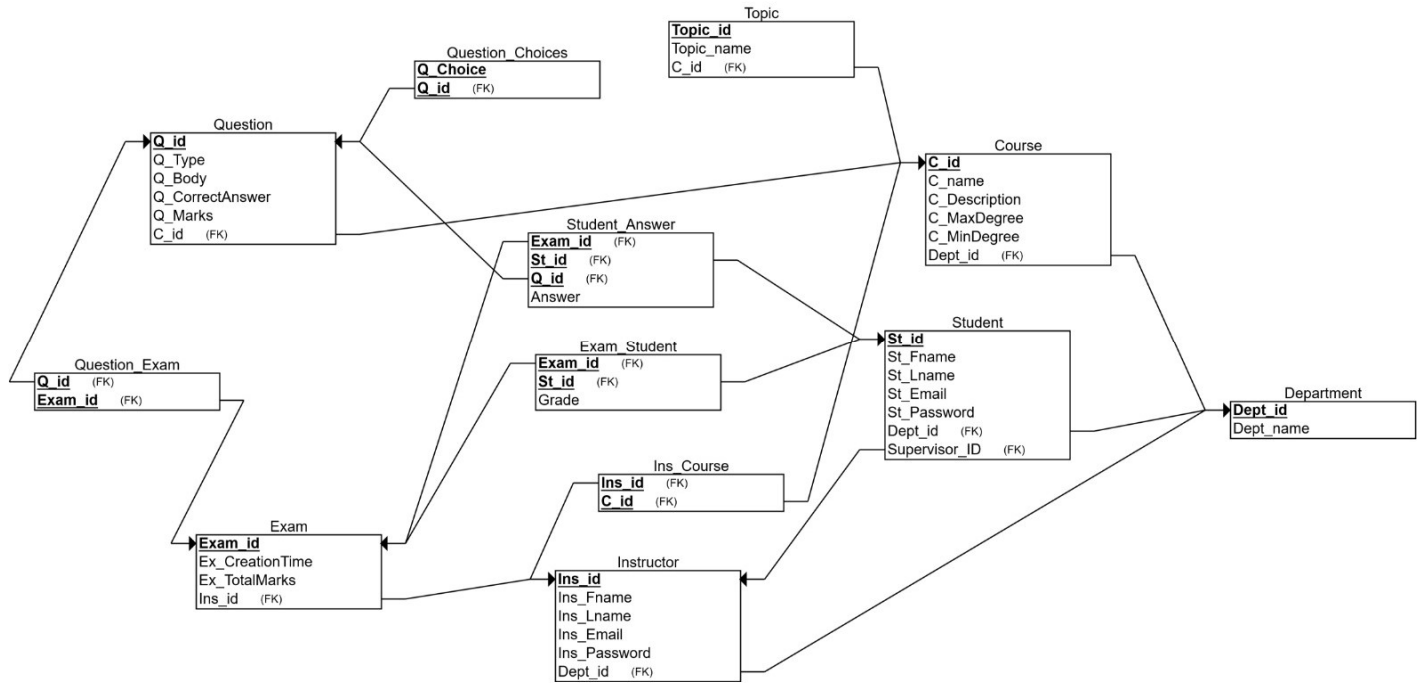 Topic
Topic_id
Topic_name
C_id (FK)
Question_Choices
Q_Choice
Q_id (FK)
Question
Q_id
Q_Type
Q_Body
Q_CorrectAnswer
Q_Marks
C_id (FK)
Course
C_id
C_name
C_Description
C_MaxDegree
C_MinDegree
Dept_id (FK)
Student_Answer
Exam_id (FK)
St_id (FK)
Q_id (FK)
Answer
Student
St_id
St_Fname
St_Lname
St_Email
St_Password
Dept_id (FK)
Supervisor_ID (FK)
Exam_Student
Exam_id (FK)
St_id (FK)
Grade
Question_Exam
Q_id (FK)
Exam_id (FK)
Department
Dept_id
Dept_name
Ins_Course
Ins_id (FK)
C_id (FK)
Exam
Exam_id
Ex_CreationTime
Ex_TotalMarks
Ins_id (FK)
Instructor
Ins_id
Ins_Fname
Ins_Lname
Ins_Email
Ins_Password
Dept_id (FK)